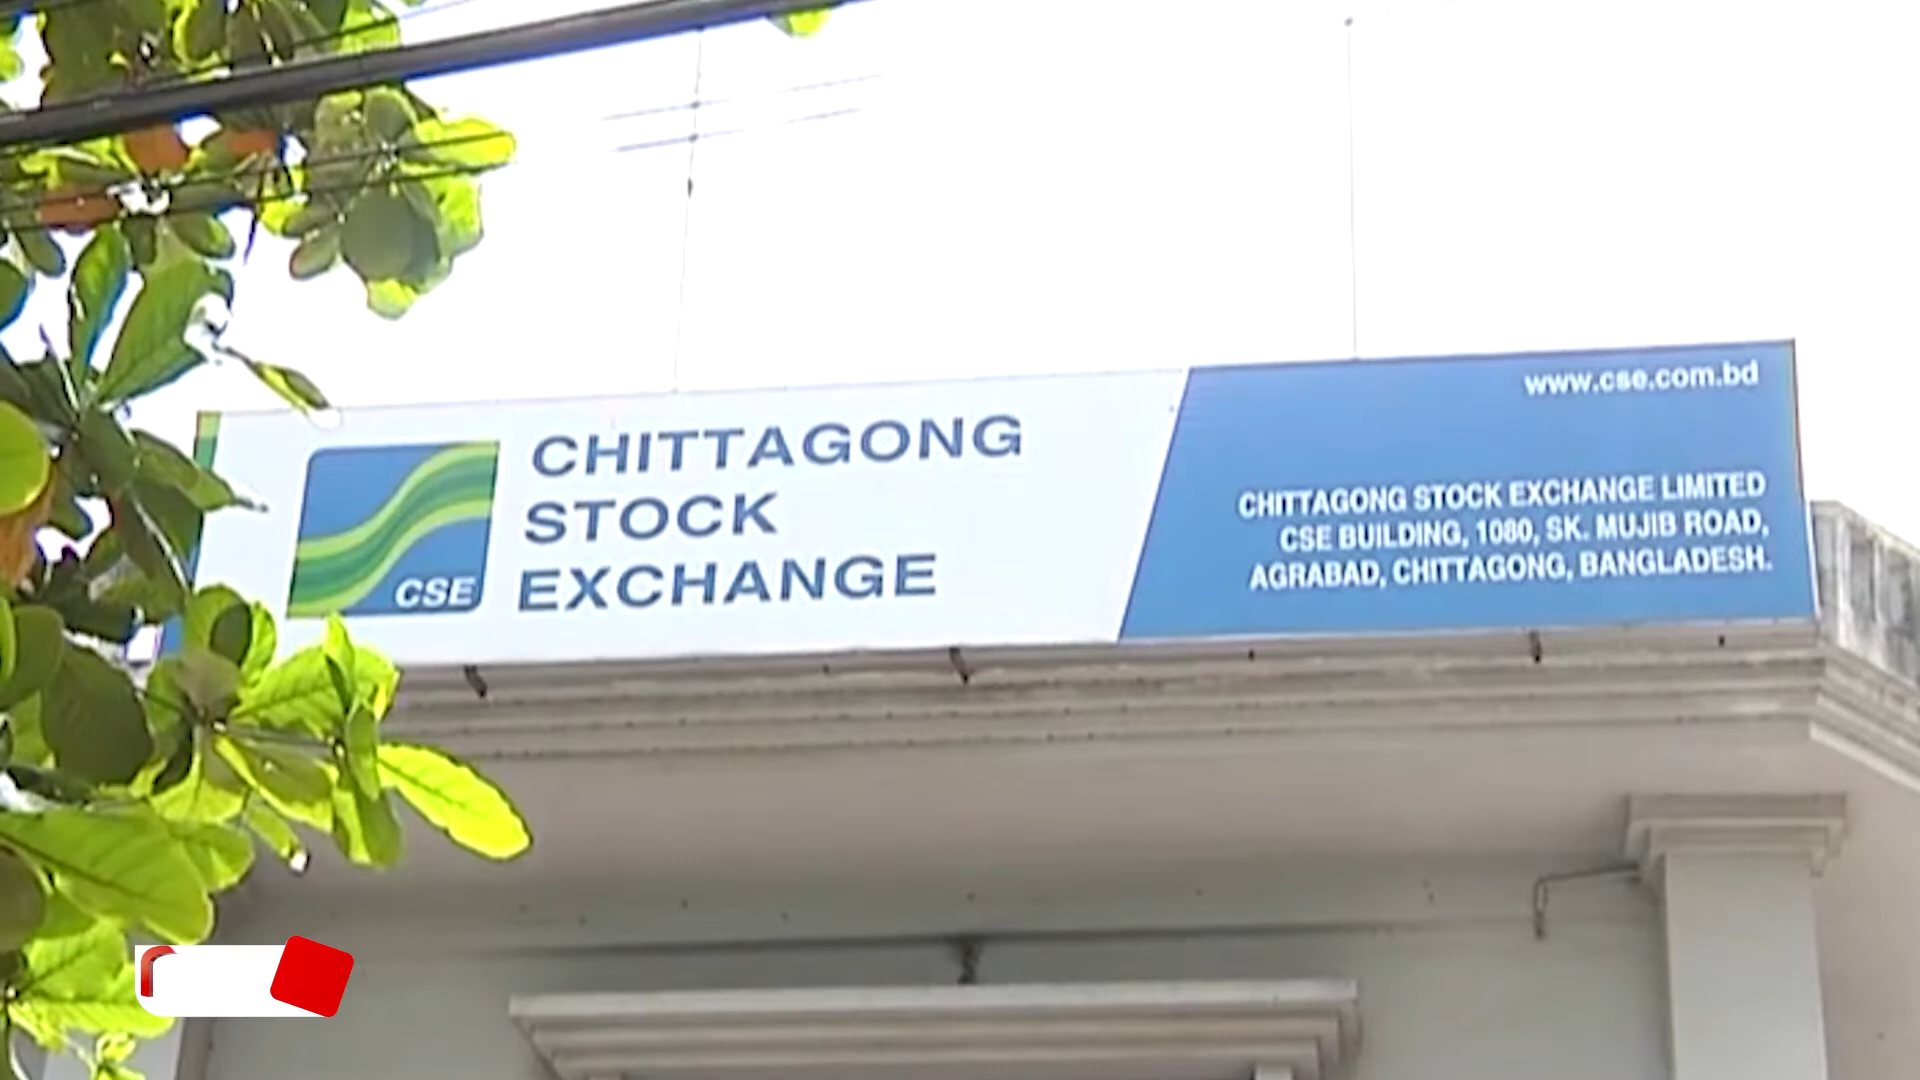 CSE
CHITTAGONG
STOCK
EXCHANGE
www.cse.com.bd
CHITTAGONG STOCK EXCHANGE LIMITED
CSE BUILDING, 1080, SK. MUJIB ROAD,
AGRABAD, CHITTAGONG, BANGLADESH.